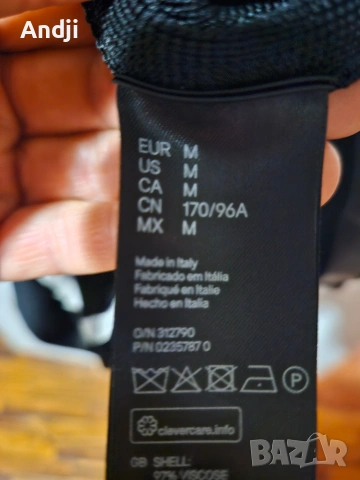 Andji
EUR M
US M
CA M
CN 170/96A
MX M
Made in Italy
Fabricado em Itália
Fabriqué en Italie
Hecho en Italia
O/N 312790
P/N 0235787 0
P
clevercare.info
GB SHELL:
97% VISCOSE
BAZAR